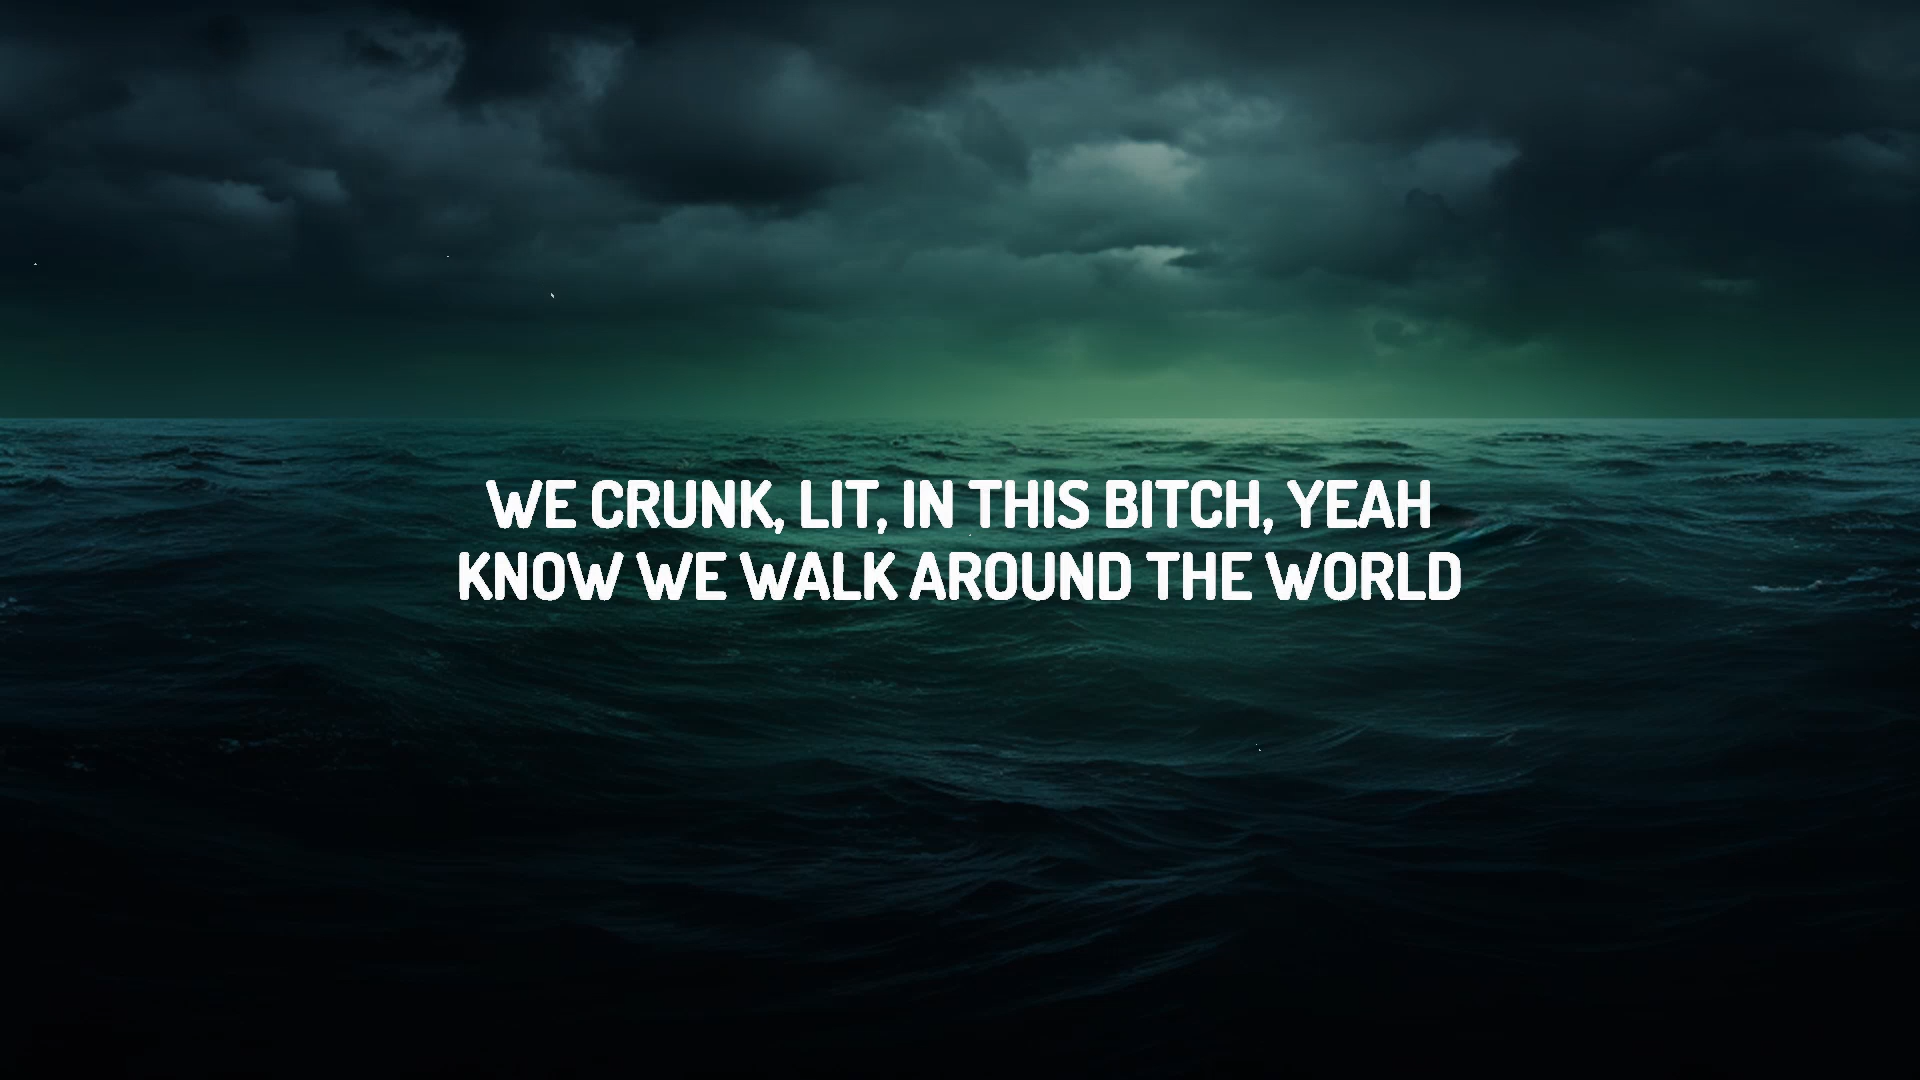 WE CRUNK, LIT, IN THIS BITCH, YEAH
KNOW WE WALK AROUND THE WORLD